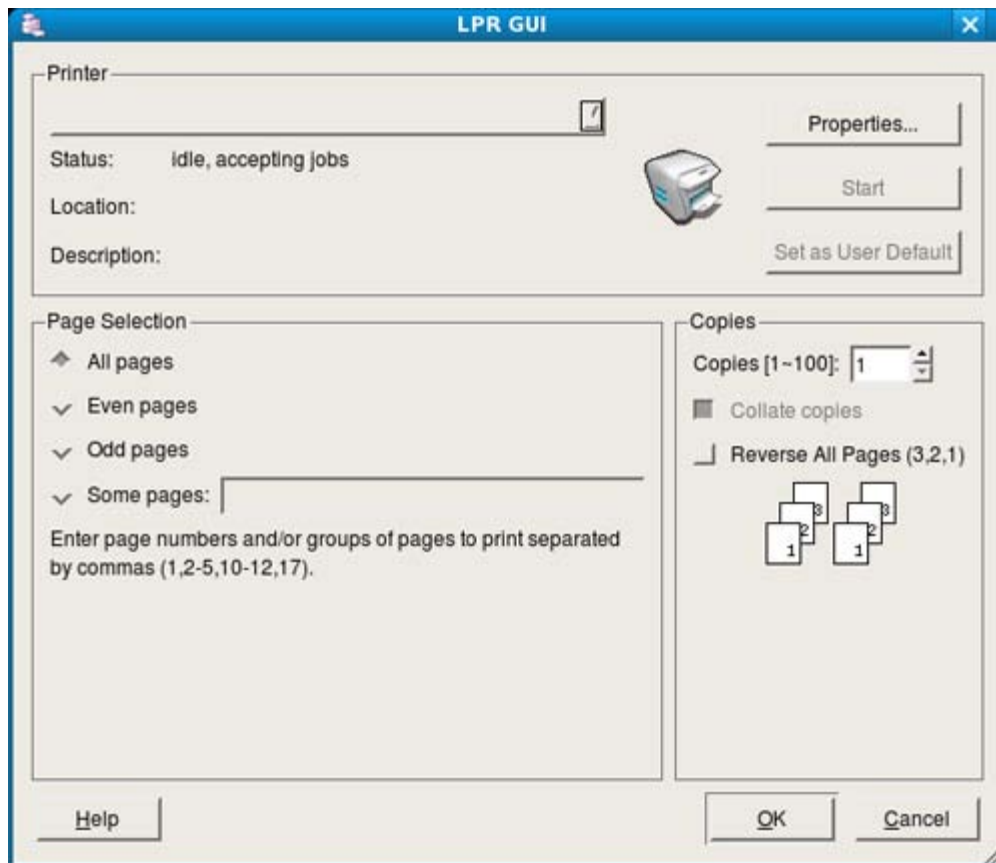 LPR GUI
Printer
Properties...
Status: idle, accepting jobs
Start
Location:
Set as User Default
Description:
Page Selection
All pages
Even pages
Odd pages
Some pages:
Enter page numbers and/or groups of pages to print separated
by commas (1,2-5,10-12,17).
Copies
Copies [1~100]: 1
Collate copies
Reverse All Pages (3,2,1)
3 3
2 2
1 1
Help
OK
Cancel